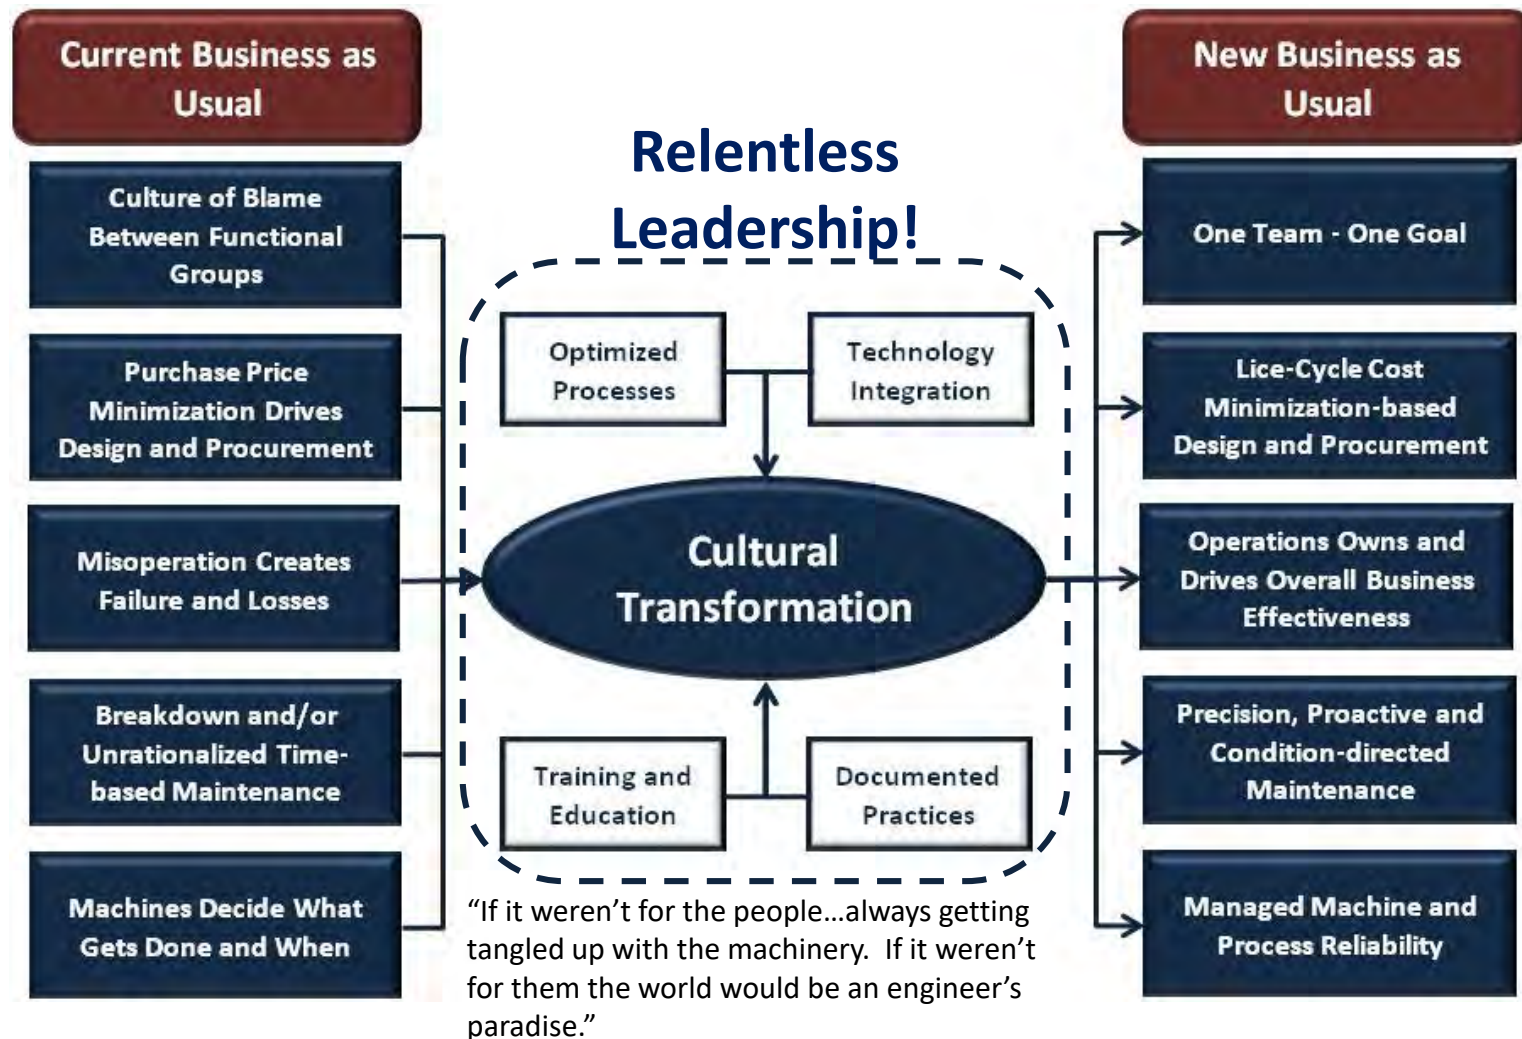 Current Business as
Usual
Culture of Blame
Between Functional
Groups
Purchase Price
Minimization Drives
Design and Procurement
Misoperation Creates
Failure and Losses
Breakdown and/or
Unrationalized Time-
based Maintenance
Machines Decide What
Gets Done and When
Relentless
Leadership!
Optimized
Processes
Technology
Integration
Cultural
Transformation
Training and
Education
Documented
Practices
“If it weren’t for the people…always getting
tangled up with the machinery.  If it weren’t
for them the world would be an engineer’s
paradise.”
New Business as
Usual
One Team - One Goal
Lice-Cycle Cost
Minimization-based
Design and Procurement
Operations Owns and
Drives Overall Business
Effectiveness
Precision, Proactive and
Condition-directed
Maintenance
Managed Machine and
Process Reliability